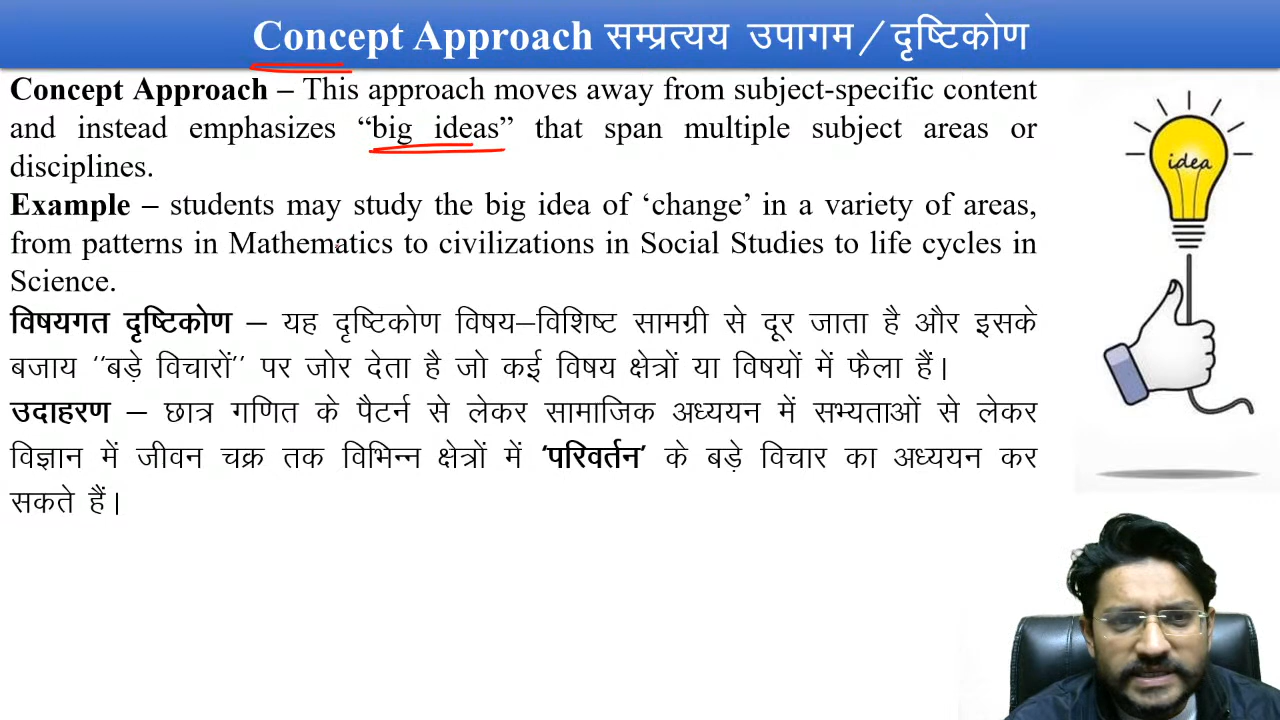 Concept Approach सम्प्रत्यय उपागम/दृष्टिकोण
Concept Approach – This approach moves away from subject-specific content
and instead emphasizes “big ideas” that span multiple subject areas or
disciplines.
Example – students may study the big idea of ‘change’ in a variety of areas,
from patterns in Mathematics to civilizations in Social Studies to life cycles in
Science.
विषयगत दृष्टिकोण – यह दृष्टिकोण विषय–विशिष्ट सामग्री से दूर जाता है और इसके
बजाय ‘‘बड़े विचारों’’ पर जोर देता है जो कई विषय क्षेत्रों या विषयों में फैला हैं।
उदाहरण – छात्र गणित के पैटर्न से लेकर सामाजिक अध्ययन में सभ्यताओं से लेकर
विज्ञान में जीवन चक्र तक विभिन्न क्षेत्रों में ‘परिवर्तन’ के बड़े विचार का अध्ययन कर
सकते हैं।
idea